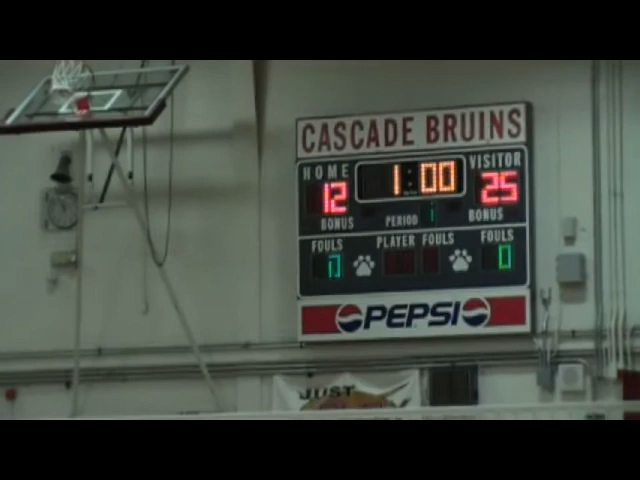 CASCADE BRUINS
HOME 1:00 VISITOR
12 25
BONUS PERIOD 1 BONUS
FOULS PLAYER FOULS FOULS
0 0
PEPSI
JUST